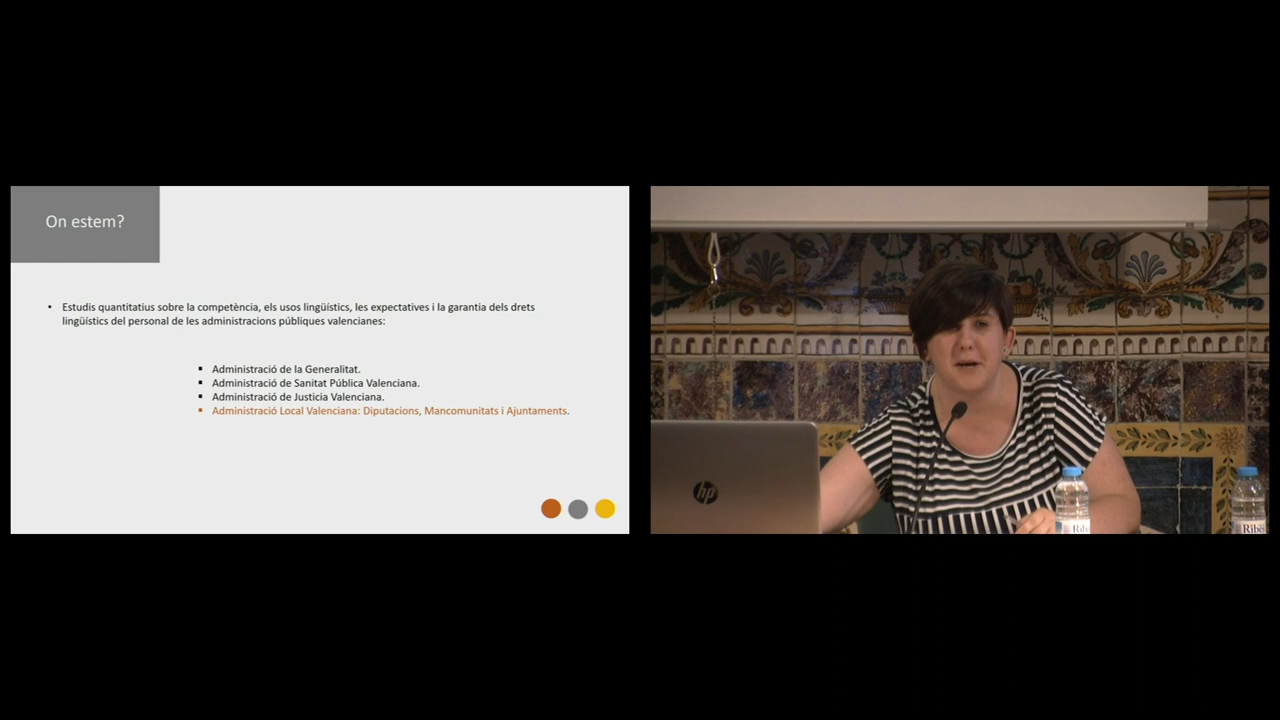 On estem?
• Estudis quantitatius sobre la competència, els usos lingüístics, les expectatives i la garantia dels drets
lingüístics del personal de les administracions públiques valencianes:
▪ Administració de la Generalitat.
▪ Administració de Sanitat Pública Valenciana.
▪ Administració de Justicia Valenciana.
▪ Administració Local Valenciana: Diputacions, Mancomunitats i Ajuntaments.
hp
Ribes